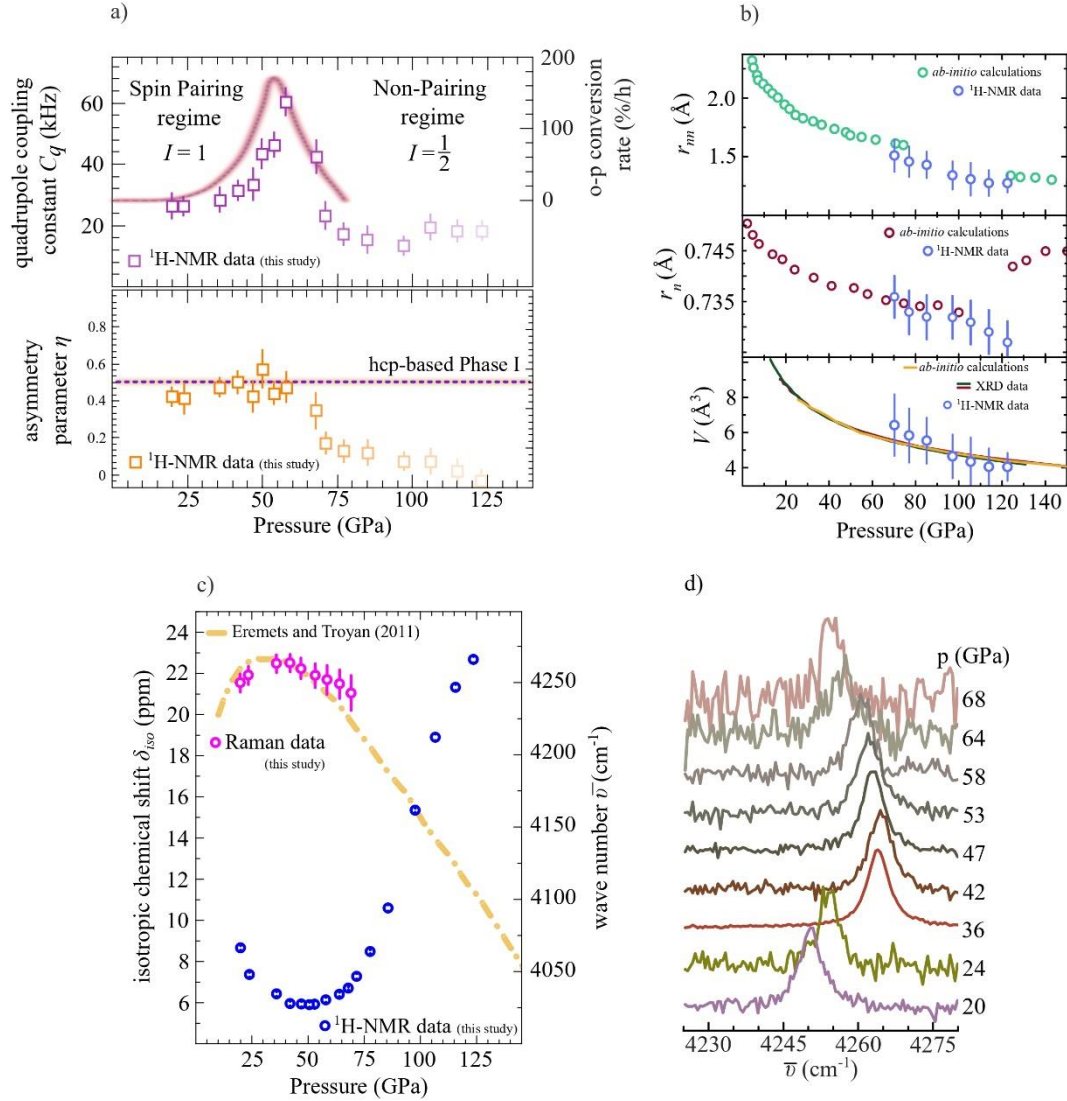 a)
quadrupole coupling
constant Cq (kHz)
60
40
20
Spin Pairing
regime
I = 1
Non-Pairing
regime
I = 1/2
¹H-NMR data (this study)
200
150
100
50
0
o-p conversion
rate (%/h)
asymmetry
parameter η
0.8
0.6
0.4
0.2
0
hcp-based Phase I
¹H-NMR data (this study)
0 25 50 75 100 125
Pressure (GPa)
b)
rnn (Å)
2.0
1.5
ab-initio calculations
¹H-NMR data
rn (Å)
0.745
0.735
ab-initio calculations
¹H-NMR data
V (Å³)
8
6
4
ab-initio calculations
XRD data
¹H-NMR data
20 40 60 80 100 120
Pressure (GPa)
c)
isotropic chemical shift δiso (ppm)
24
22
20
18
16
14
12
10
8
6
Eremets and Troyan (2011)
Raman data
(this study)
¹H-NMR data (this study)
4250
4200
4150
4100
4050
wave number ῡ (cm⁻¹)
0 25 50 75 100 125
Pressure (GPa)
d)
p (GPa)
68
64
58
53
47
42
36
24
20
4230 4245 4260 4275
ῡ (cm⁻¹)